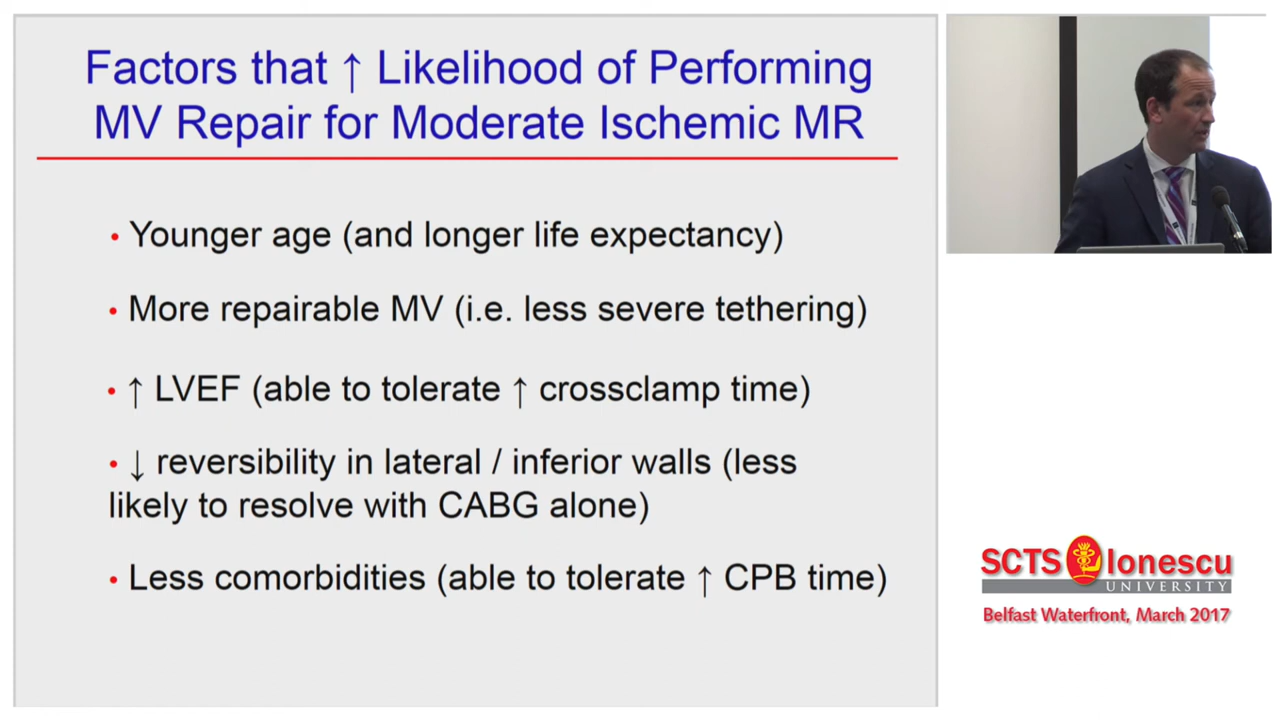 Factors that ↑ Likelihood of Performing
MV Repair for Moderate Ischemic MR
• Younger age (and longer life expectancy)
• More repairable MV (i.e. less severe tethering)
• ↑ LVEF (able to tolerate ↑ crossclamp time)
• ↓ reversibility in lateral / inferior walls (less
likely to resolve with CABG alone)
• Less comorbidities (able to tolerate ↑ CPB time)
SCTS Ionescu
UNIVERSITY
Belfast Waterfront, March 2017